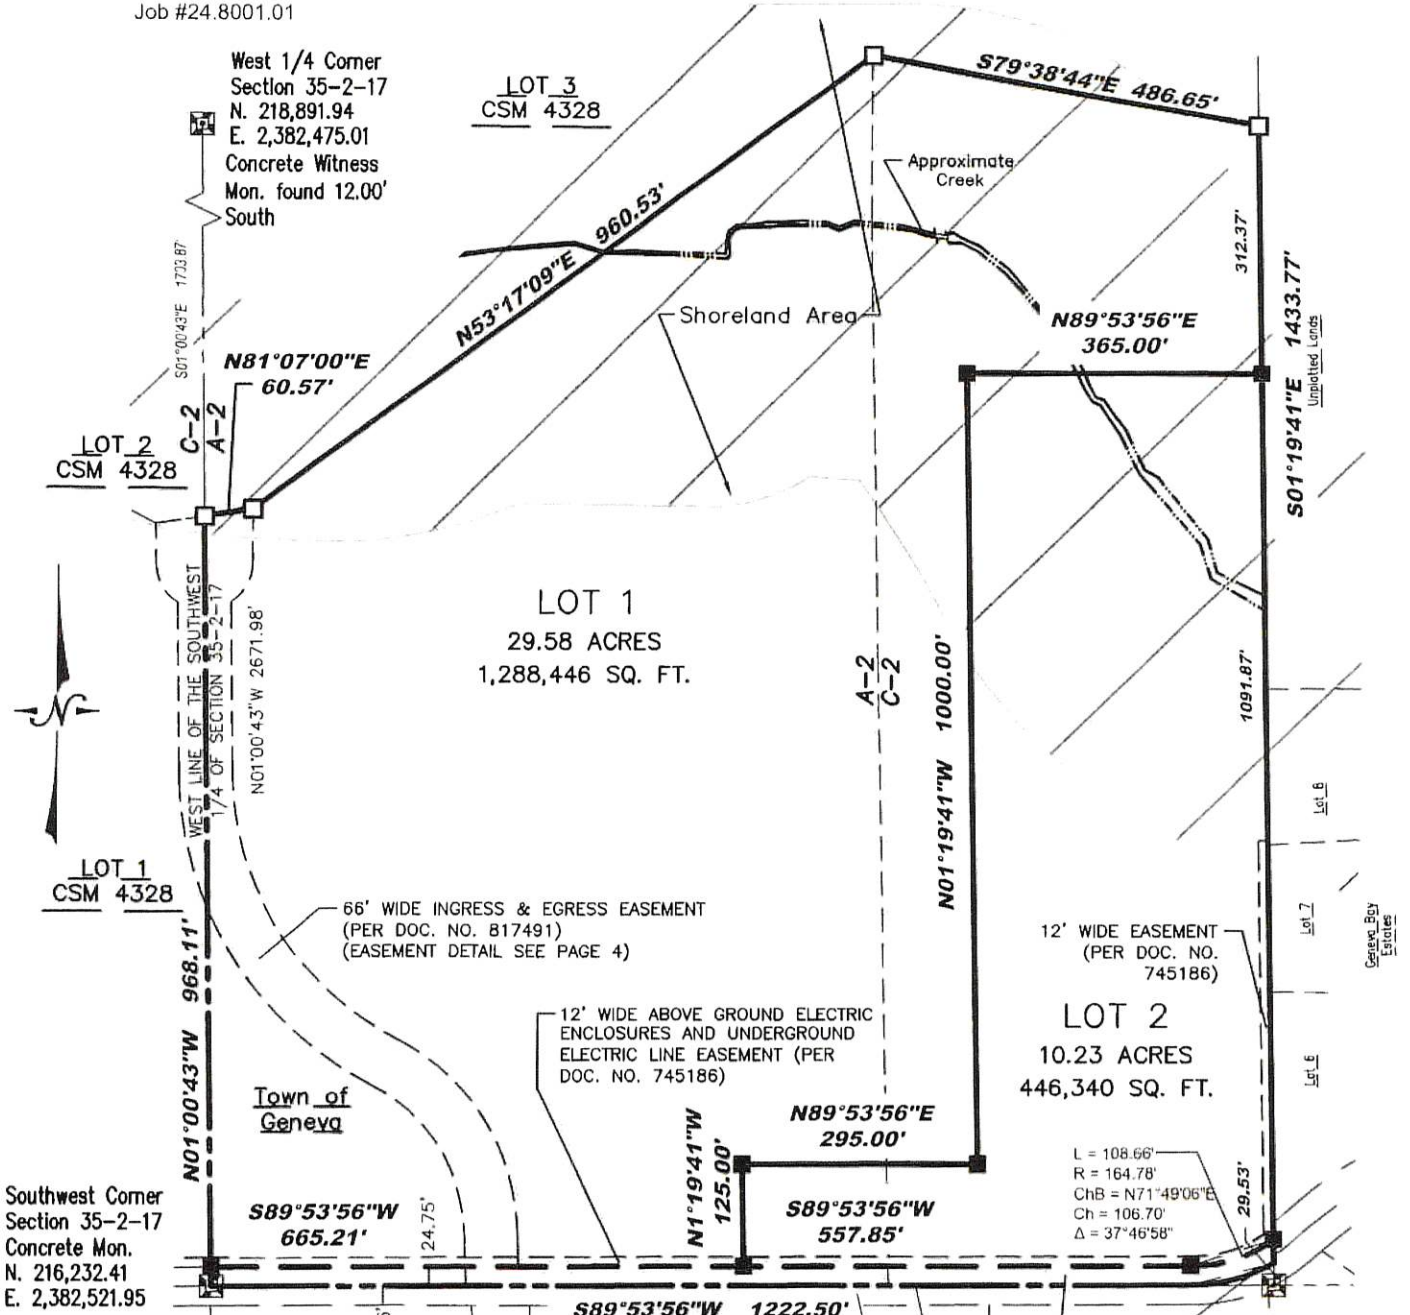 Job #24.8001.01
West 1/4 Corner
Section 35-2-17
N. 218,891.94
E. 2,382,475.01
Concrete Witness
Mon. found 12.00'
South
LOT 3
CSM 4328
S79°38'44"E 486.65'
Approximate
Creek
N53°17'09"E 960.53'
312.37'
S01°19'41"E 1433.77'
Unplatted Lands
S01°00'43"E 1703.87'
Shoreland Area
N89°53'56"E
365.00'
N81°07'00"E
60.57'
C-2
A-2
LOT 2
CSM 4328
WEST LINE OF THE SOUTHWEST
1/4 OF SECTION 35-2-17
N01°00'43"W 2671.98'
LOT 1
29.58 ACRES
1,288,446 SQ. FT.
A-2
C-2
N01°19'41"W 1000.00'
1091.87'
N
Lot 8
LOT 1
CSM 4328
66' WIDE INGRESS & EGRESS EASEMENT
(PER DOC. NO. 817491)
(EASEMENT DETAIL SEE PAGE 4)
12' WIDE EASEMENT
(PER DOC. NO.
745186)
Lot 7
Geneva Bay
Estates
N01°00'43"W 968.11'
12' WIDE ABOVE GROUND ELECTRIC
ENCLOSURES AND UNDERGROUND
ELECTRIC LINE EASEMENT (PER
DOC. NO. 745186)
LOT 2
10.23 ACRES
446,340 SQ. FT.
Lot 6
Town of
Geneva
N89°53'56"E
295.00'
N1°19'41"W
125.00'
L = 108.66'
R = 164.78'
ChB = N71°49'06"E
Ch = 106.70'
Δ = 37°46'58"
29.53'
Southwest Corner
Section 35-2-17
Concrete Mon.
N. 216,232.41
E. 2,382,521.95
S89°53'56"W
665.21'
24.75'
S89°53'56"W
557.85'
S89°53'56"W 1222.50'